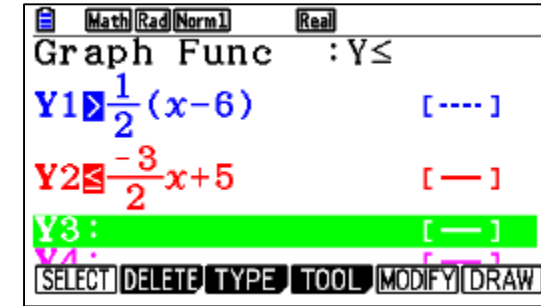 Math Rad Norm1 Real
Graph Func :Y≤
Y1>1/2(x-6) [----]
Y2≤-3/2x+5 [—]
Y3: [—]
Y4: [—]
SELECT DELETE TYPE TOOL MODIFY DRAW